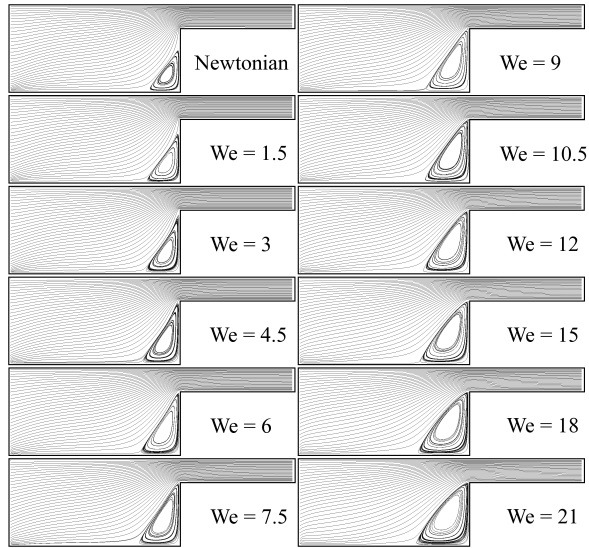 Newtonian
We = 1.5
We = 3
We = 4.5
We = 6
We = 7.5
We = 9
We = 10.5
We = 12
We = 15
We = 18
We = 21